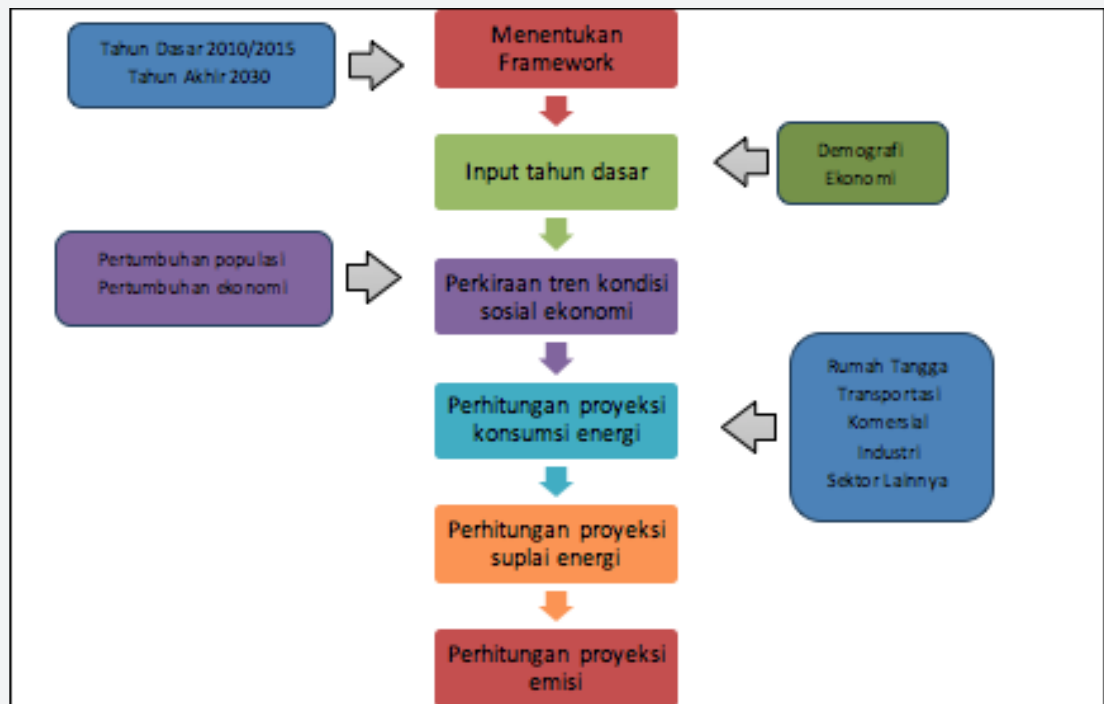 Tahun Dasar 2010/2015
Tahun Akhir 2030
Menentukan
Framework
Input tahun dasar
Demografi
Ekonomi
Pertumbuhan populasi
Pertumbuhan ekonomi
Perkiraan tren kondisi
sosial ekonomi
Perhitungan proyeksi
konsumsi energi
Rumah Tangga
Transportasi
Komersial
Industri
Sektor Lainnya
Perhitungan proyeksi
suplai energi
Perhitungan proyeksi
emisi